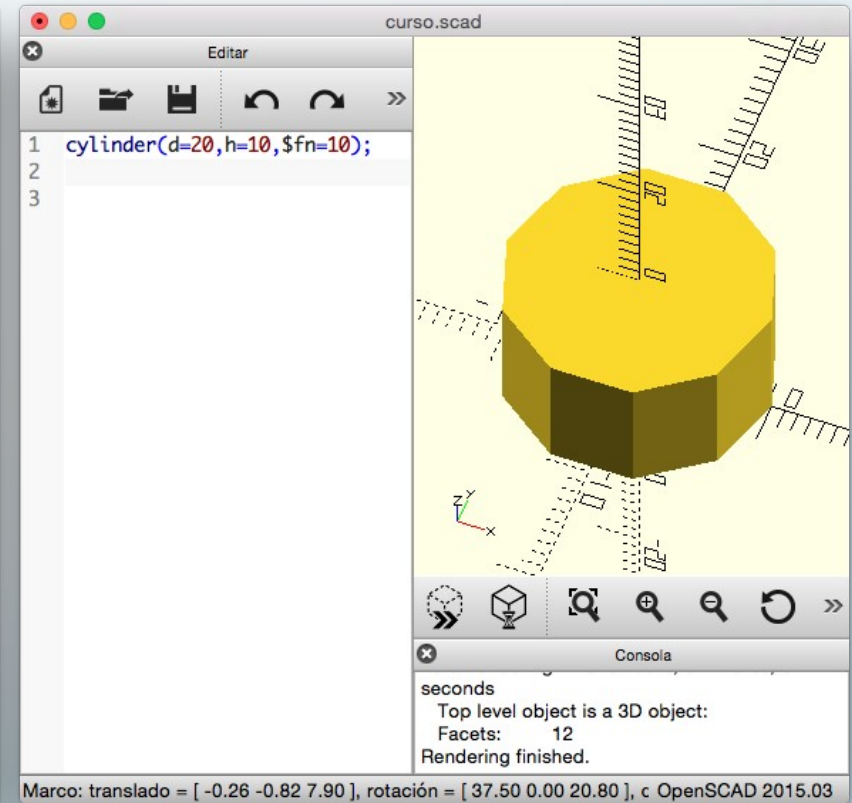 curso.scad
Editar
1 cylinder(d=20,h=10,$fn=10);
2
3
Z
Y
X
Consola
seconds
Top level object is a 3D object:
Facets: 12
Rendering finished.
Marco: translado = [ -0.26 -0.82 7.90 ], rotación = [ 37.50 0.00 20.80 ], c OpenSCAD 2015.03